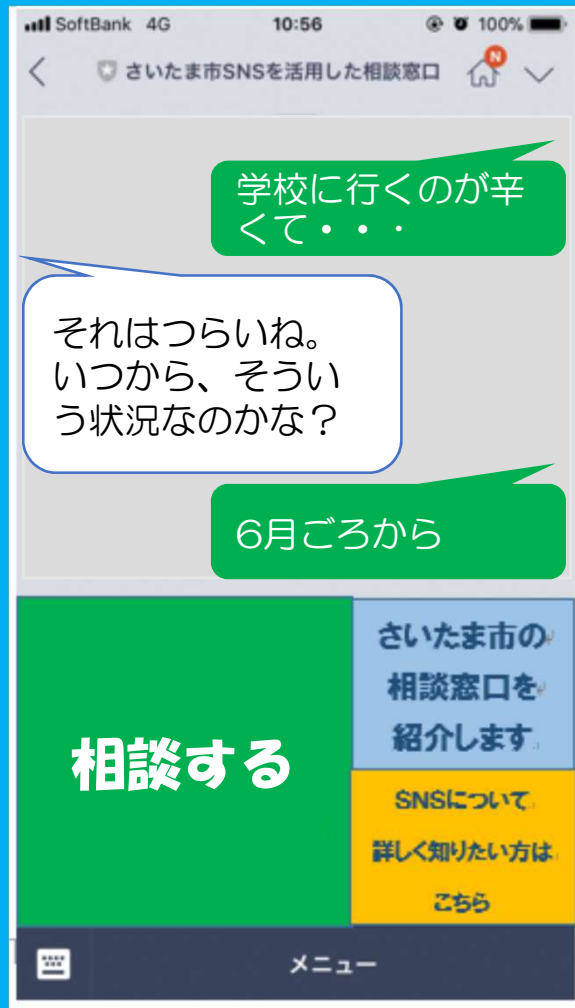 SoftBank 4G 10:56 100%
さいたま市SNSを活用した相談窓口
N
学校に行くのが辛
くて・・・
それはつらいね。
いつから、そうい
う状況なのかな？
6月ごろから
相談する
さいたま市の
相談窓口を
紹介します
SNSについて
詳しく知りたい方は
こちら
メニュー